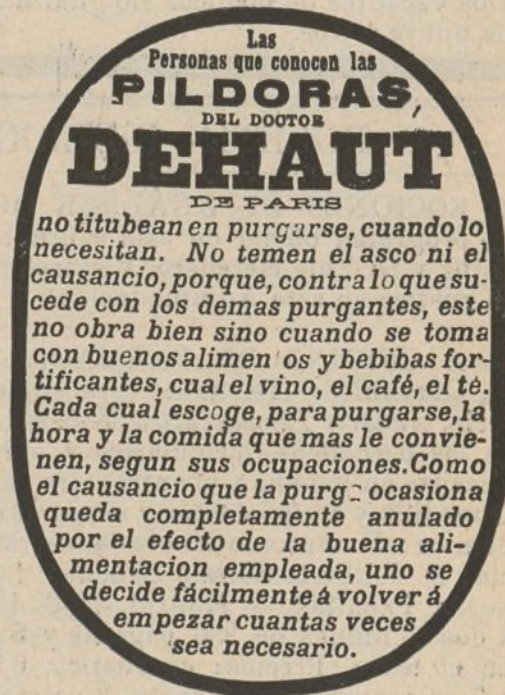 Las
Personas que conocen las
PILDORAS,
DEL DOCTOR
DEHAUT
DE PARIS
no titubean en purgarse, cuando lo
necesitan. No temen el asco ni el
causancio, porque, contra lo que su-
cede con los demas purgantes, este
no obra bien sino cuando se toma
con buenos alimen os y bebibas for-
tificantes, cual el vino, el café, el té.
Cada cual escoge, para purgarse, la
hora y la comida que mas le convie-
nen, segun sus ocupaciones. Como
el causancio que la purga ocasiona
queda completamente anulado
por el efecto de la buena ali-
mentacion empleada, uno se
decide fácilmente á volver á
empezar cuantas veces
sea necesario.